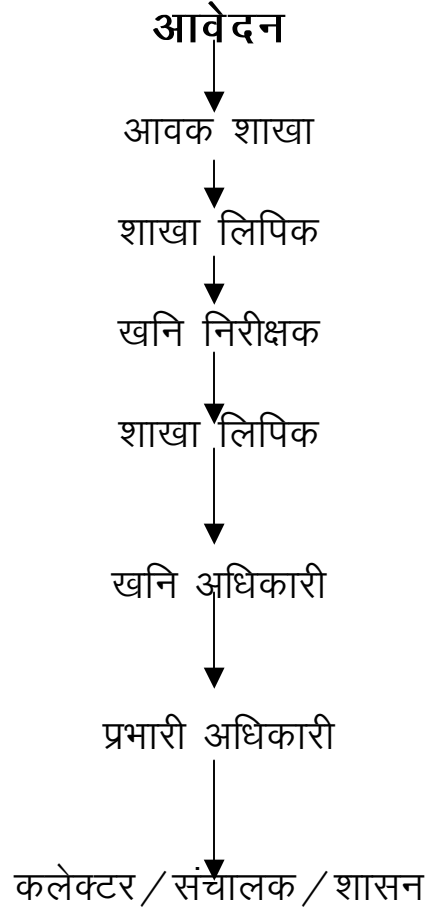 आवेदन
आवक शाखा
शाखा लिपिक
खनि निरीक्षक
शाखा लिपिक
खनि अधिकारी
प्रभारी अधिकारी
कलेक्टर/संचालक/शासन